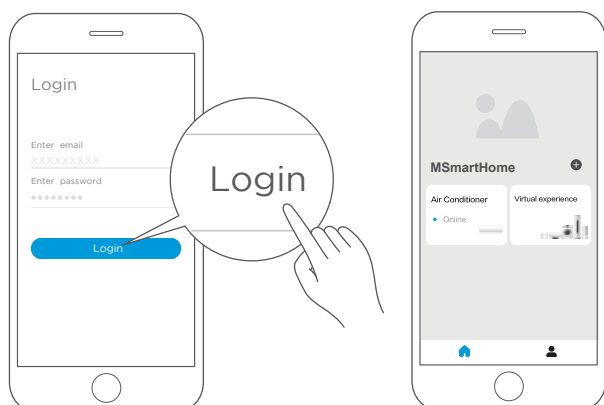 Login
Enter email
XXXXXXXXX
Enter password
Login
Login
MSmartHome
Air Conditioner
Online
Virtual experience